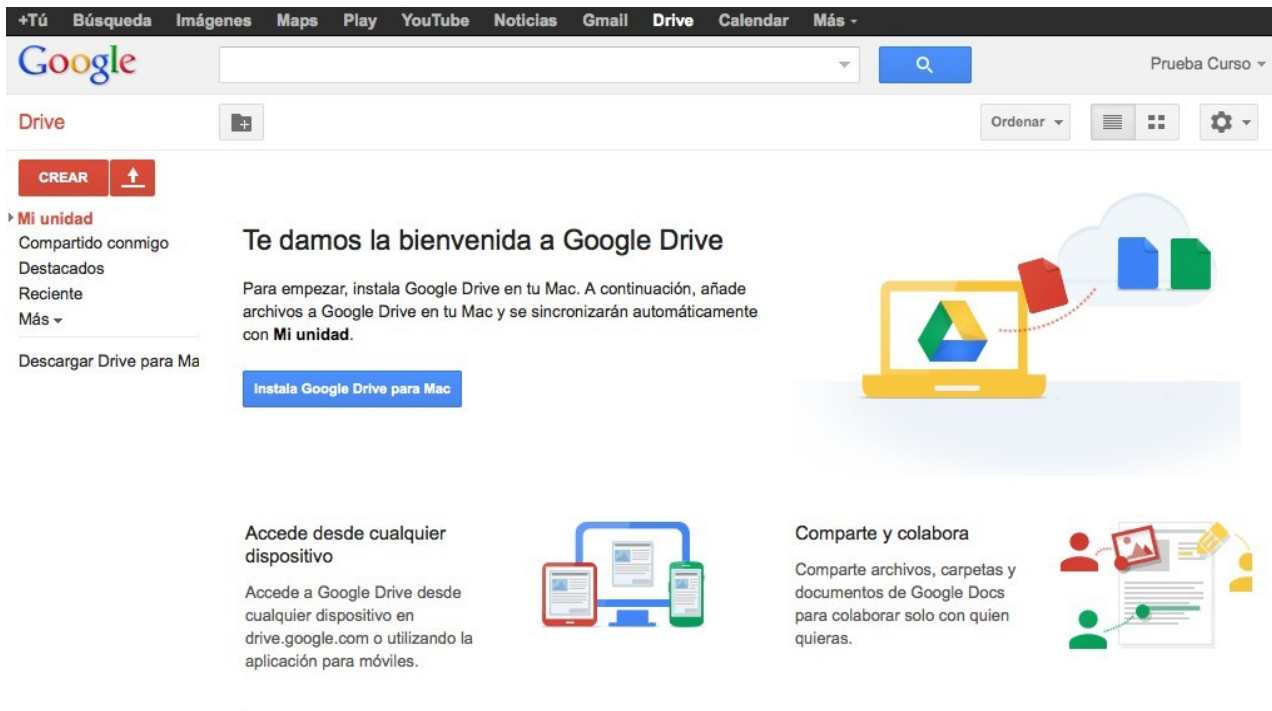 +Tú Búsqueda Imágenes Maps Play YouTube Noticias Gmail Drive Calendar Más
Google
Prueba Curso
Drive
Ordenar
CREAR
Mi unidad
Compartido conmigo
Destacados
Reciente
Más
Descargar Drive para Ma
Te damos la bienvenida a Google Drive
Para empezar, instala Google Drive en tu Mac. A continuación, añade
archivos a Google Drive en tu Mac y se sincronizarán automáticamente
con Mi unidad.
Instala Google Drive para Mac
Accede desde cualquier
dispositivo
Accede a Google Drive desde
cualquier dispositivo en
drive.google.com o utilizando la
aplicación para móviles.
Comparte y colabora
Comparte archivos, carpetas y
documentos de Google Docs
para colaborar solo con quien
quieras.